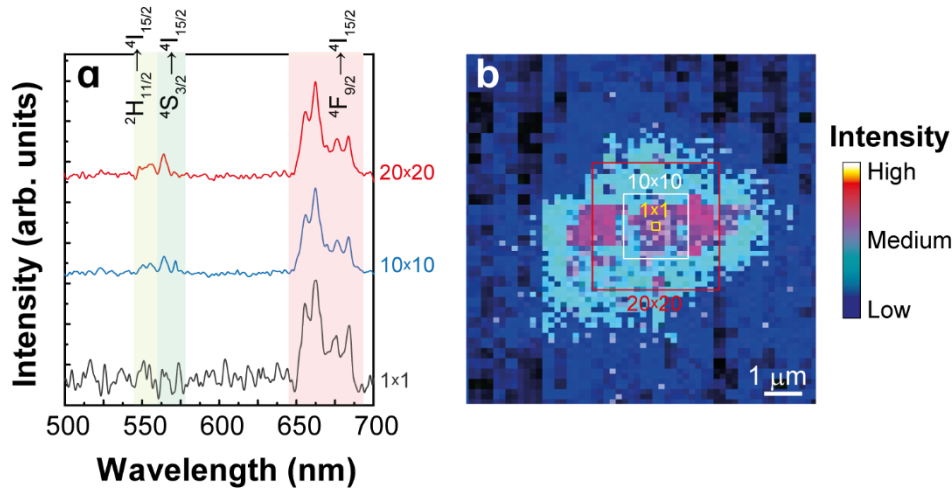 ⁴I₁₅/₂
⁴I₁₅/₂
⁴I₁₅/₂
²H₁₁/₂→
⁴S₃/₂→
⁴F₉/₂→
a
20×20
10×10
1×1
Intensity (arb. units)
500 550 600 650 700
Wavelength (nm)
b
10×10
1×1
20×20
1 μm
Intensity
High
Medium
Low